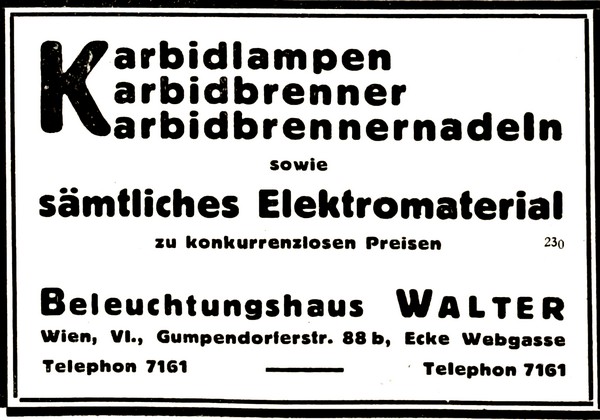 Karbidlampen
Karbidbrenner
Karbidbrennernadeln
sowie
sämtliches Elektromaterial
zu konkurrenzlosen Preisen 230
Beleuchtungshaus WALTER
Wien, VI., Gumpendorferstr. 88b, Ecke Webgasse
Telephon 7161 Telephon 7161